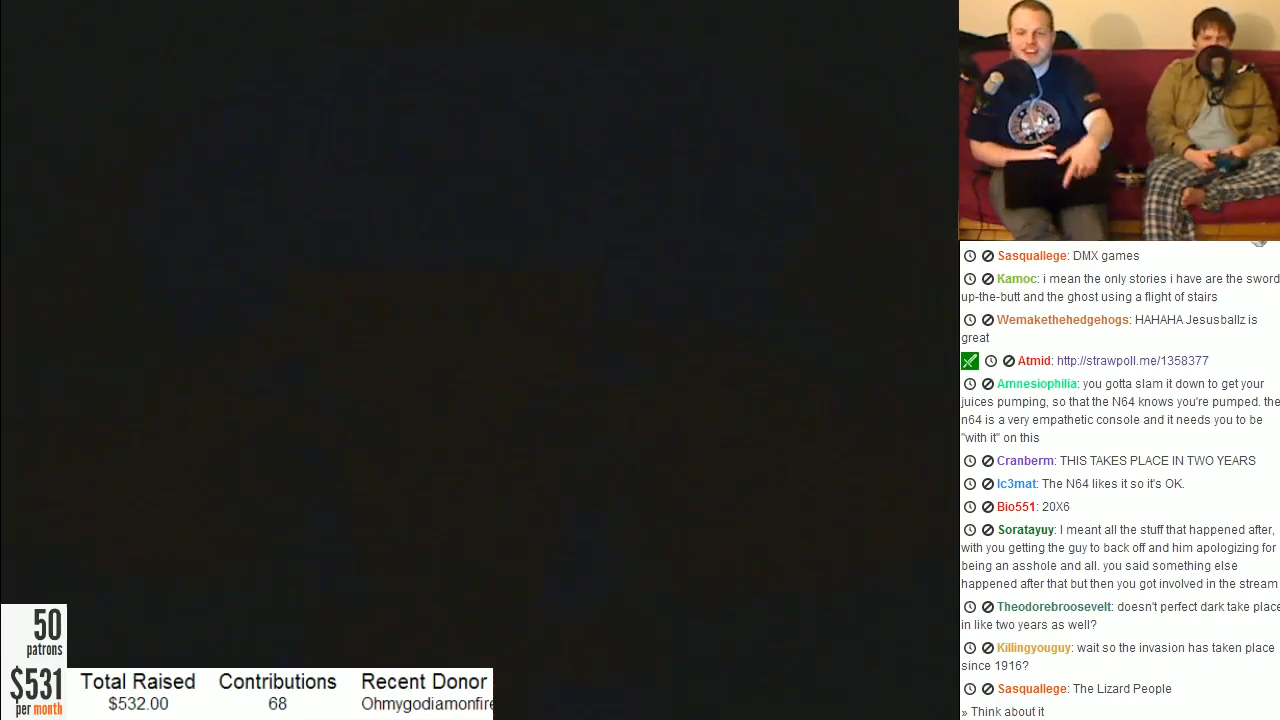 Sasquallege: DMX games
Kamoc: i mean the only stories i have are the sword
up-the-butt and the ghost using a flight of stairs
Wemakethehedgehogs: HAHAHA Jesusballz is
great
Atmid: http://strawpoll.me/1358377
Amnesiophilia: you gotta slam it down to get your
juices pumping, so that the N64 knows you're pumped. the
n64 is a very empathetic console and it needs you to be
"with it" on this
Cranberm: THIS TAKES PLACE IN TWO YEARS
Ic3mat: The N64 likes it so it's OK.
Bio551: 20X6
Soratayuy: I meant all the stuff that happened after,
with you getting the guy to back off and him apologizing for
being an asshole and all. you said something else
happened after that but then you got involved in the stream
Theodorebroosevelt: doesn't perfect dark take place
in like two years as well?
Killingyouguy: wait so the invasion has taken place
since 1916?
Sasquallege: The Lizard People
» Think about it
50
patrons
$531
per month
Total Raised Contributions Recent Donor
$532.00 68 Ohmygodiamonfire